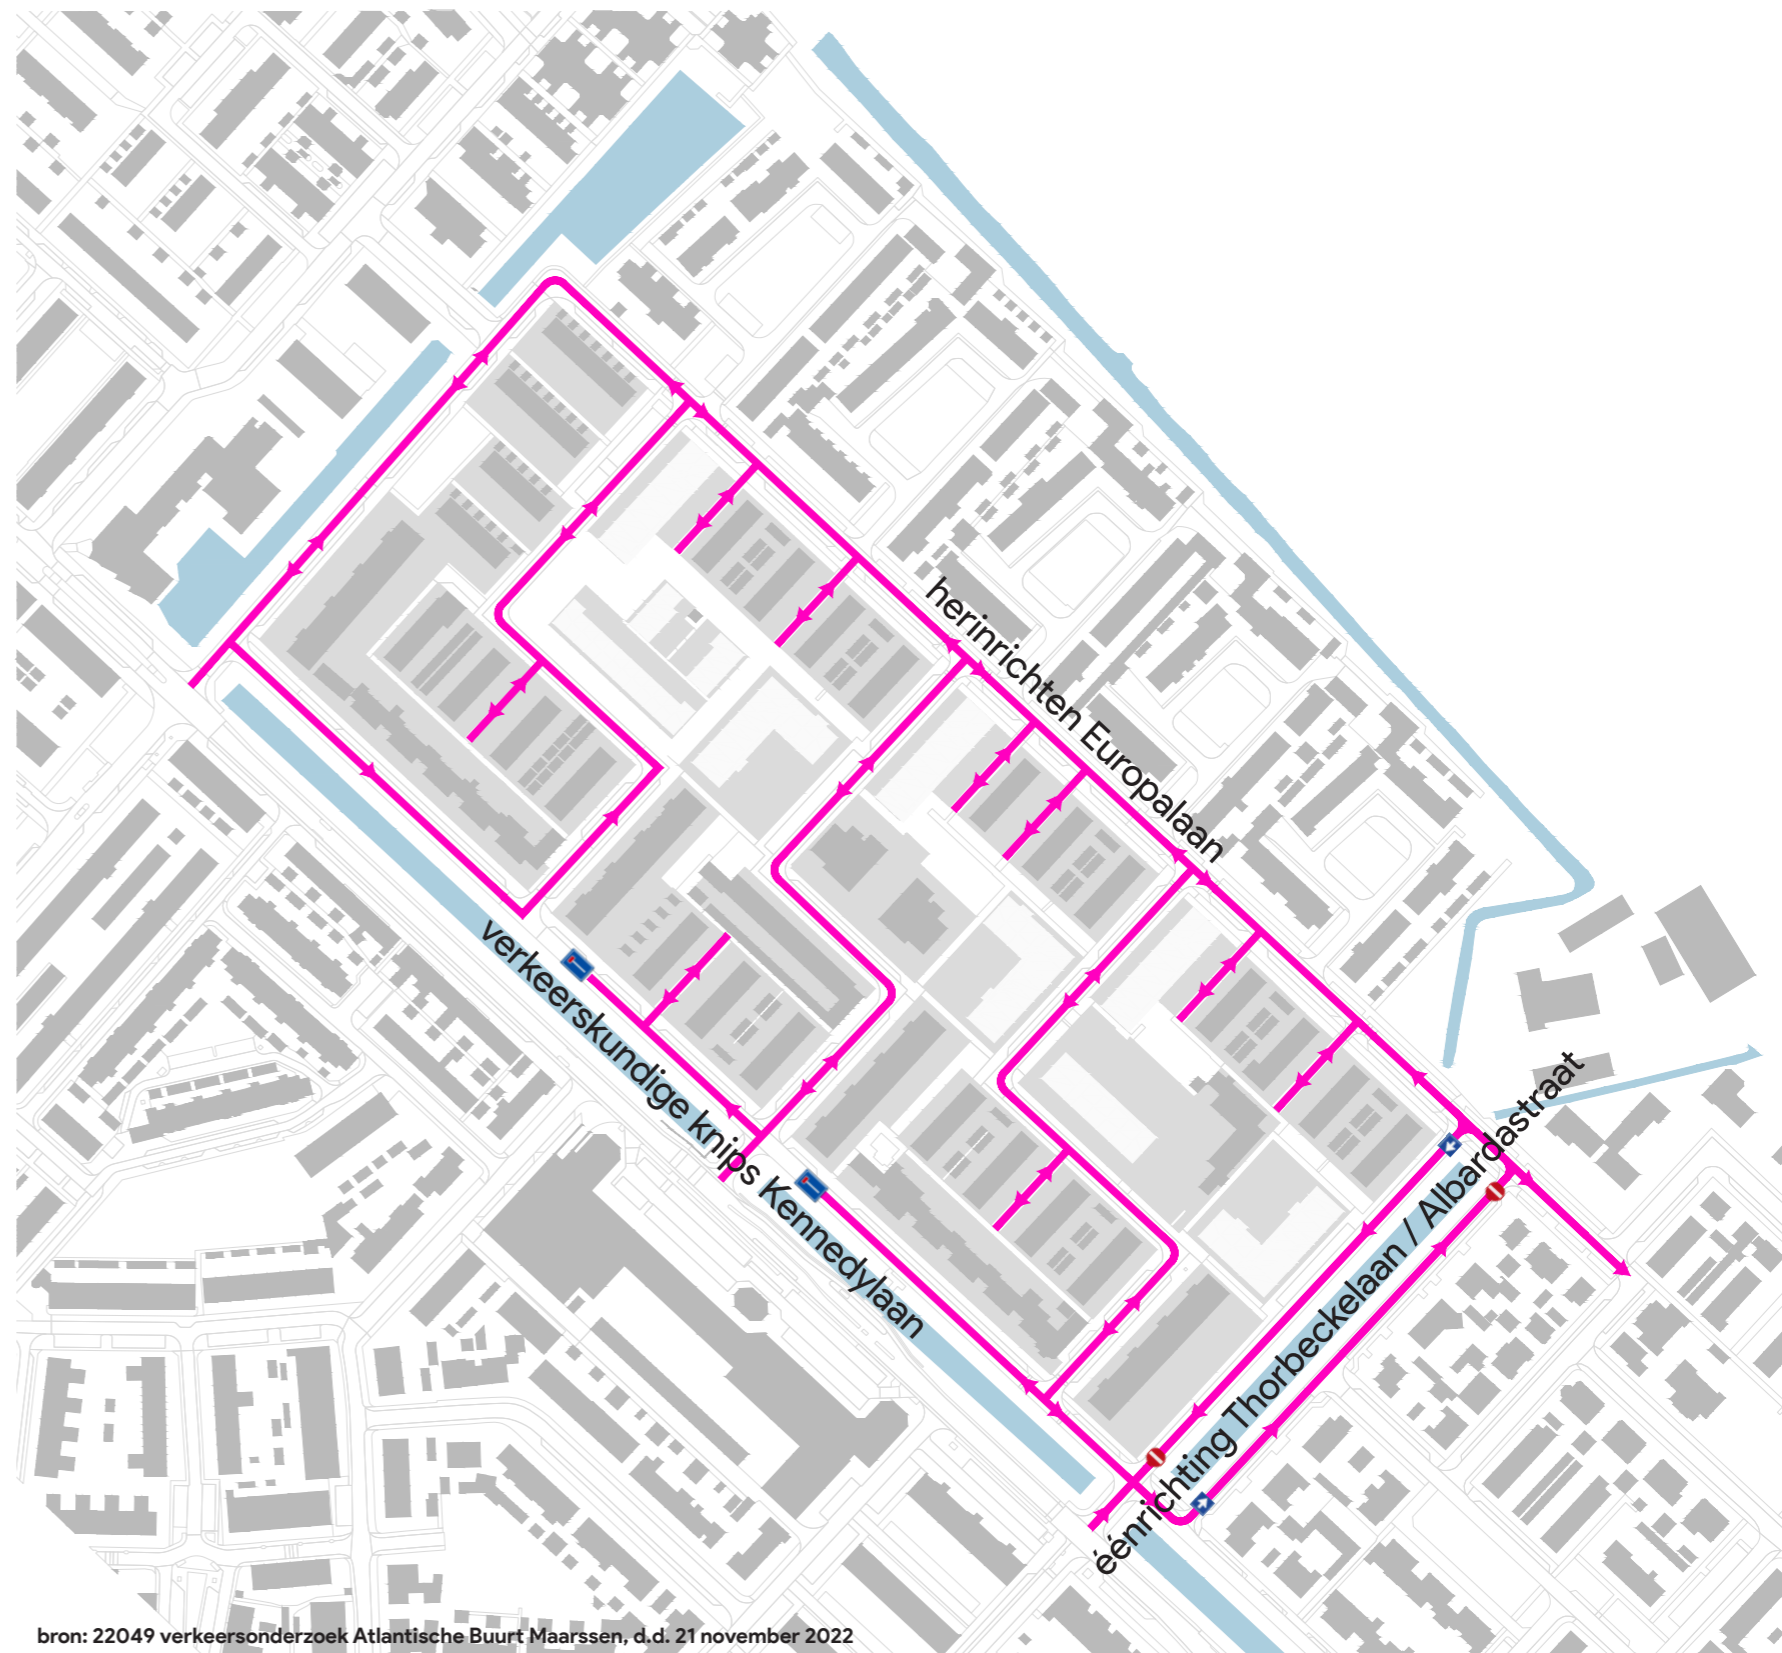 herinrichten Europalaan
verkeerskundige knips Kennedylaan
éénrichting Thorbeckelaan / Albardastraat
bron: 22049 verkeersonderzoek Atlantische Buurt Maarssen, d.d. 21 november 2022